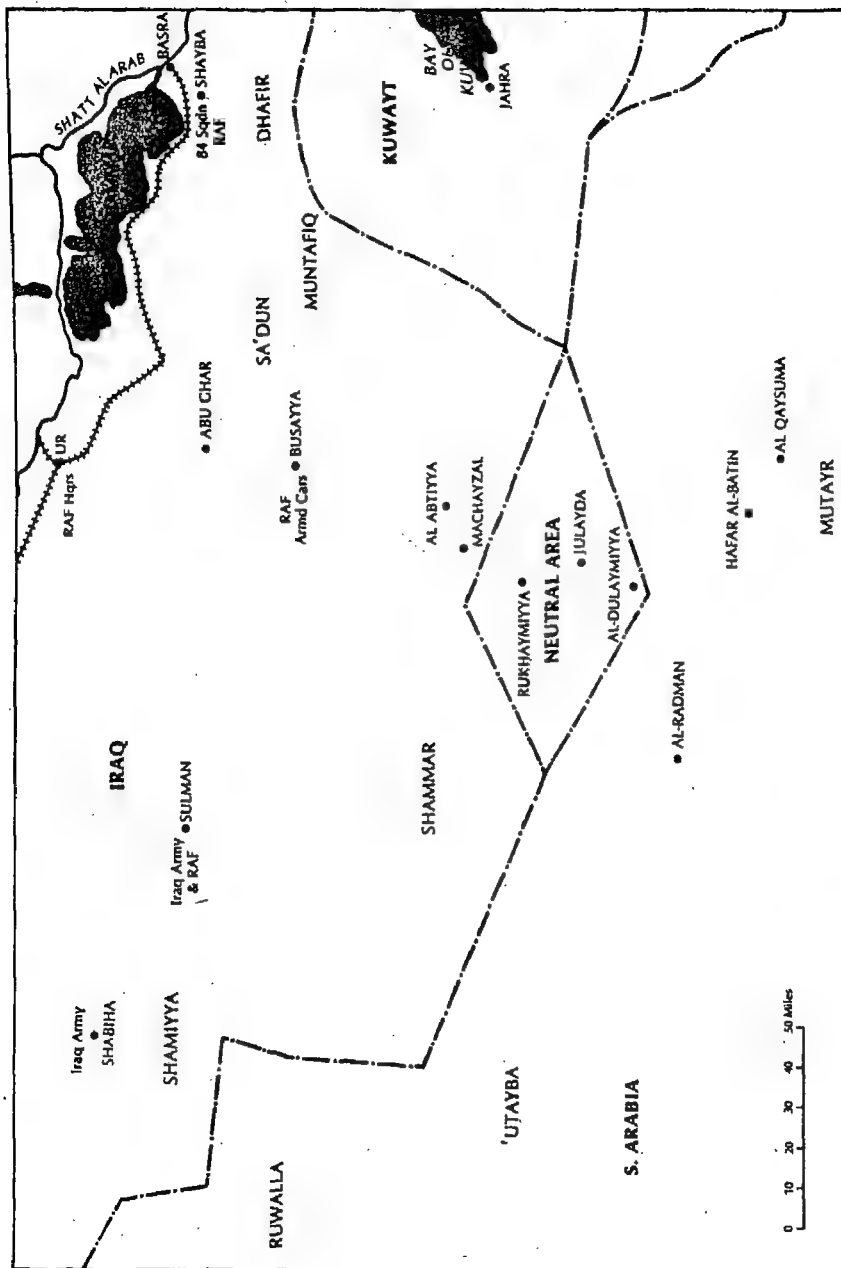 SHATT AL ARAB
BASRA
SHAYBA
84 Sqdn
RAF
UR
RAF Hqrs
DHAFIR
ABU GHAR
SA'DUN
MUNTAFIQ
BUSAYYA
RAF
Armd Cars
IRAQ
Iraq Army
& RAF
SULMAN
Iraq Army
SHABIHA
SHAMIYYA
RUWALLA
SHAMMAR
AL ABTIYYA
MACHAYZAL
KUWAYT
BAY
OF
KU
JAHRA
RUKHAYMIYYA
NEUTRAL AREA
JULAYDA
AL-DULAYMIYYA
'UTAYBA
S. ARABIA
AL-RADMAN
HAFAR AL-BATIN
AL QAYSUMA
MUTAYR
0 10 20 30 40 50 Miles